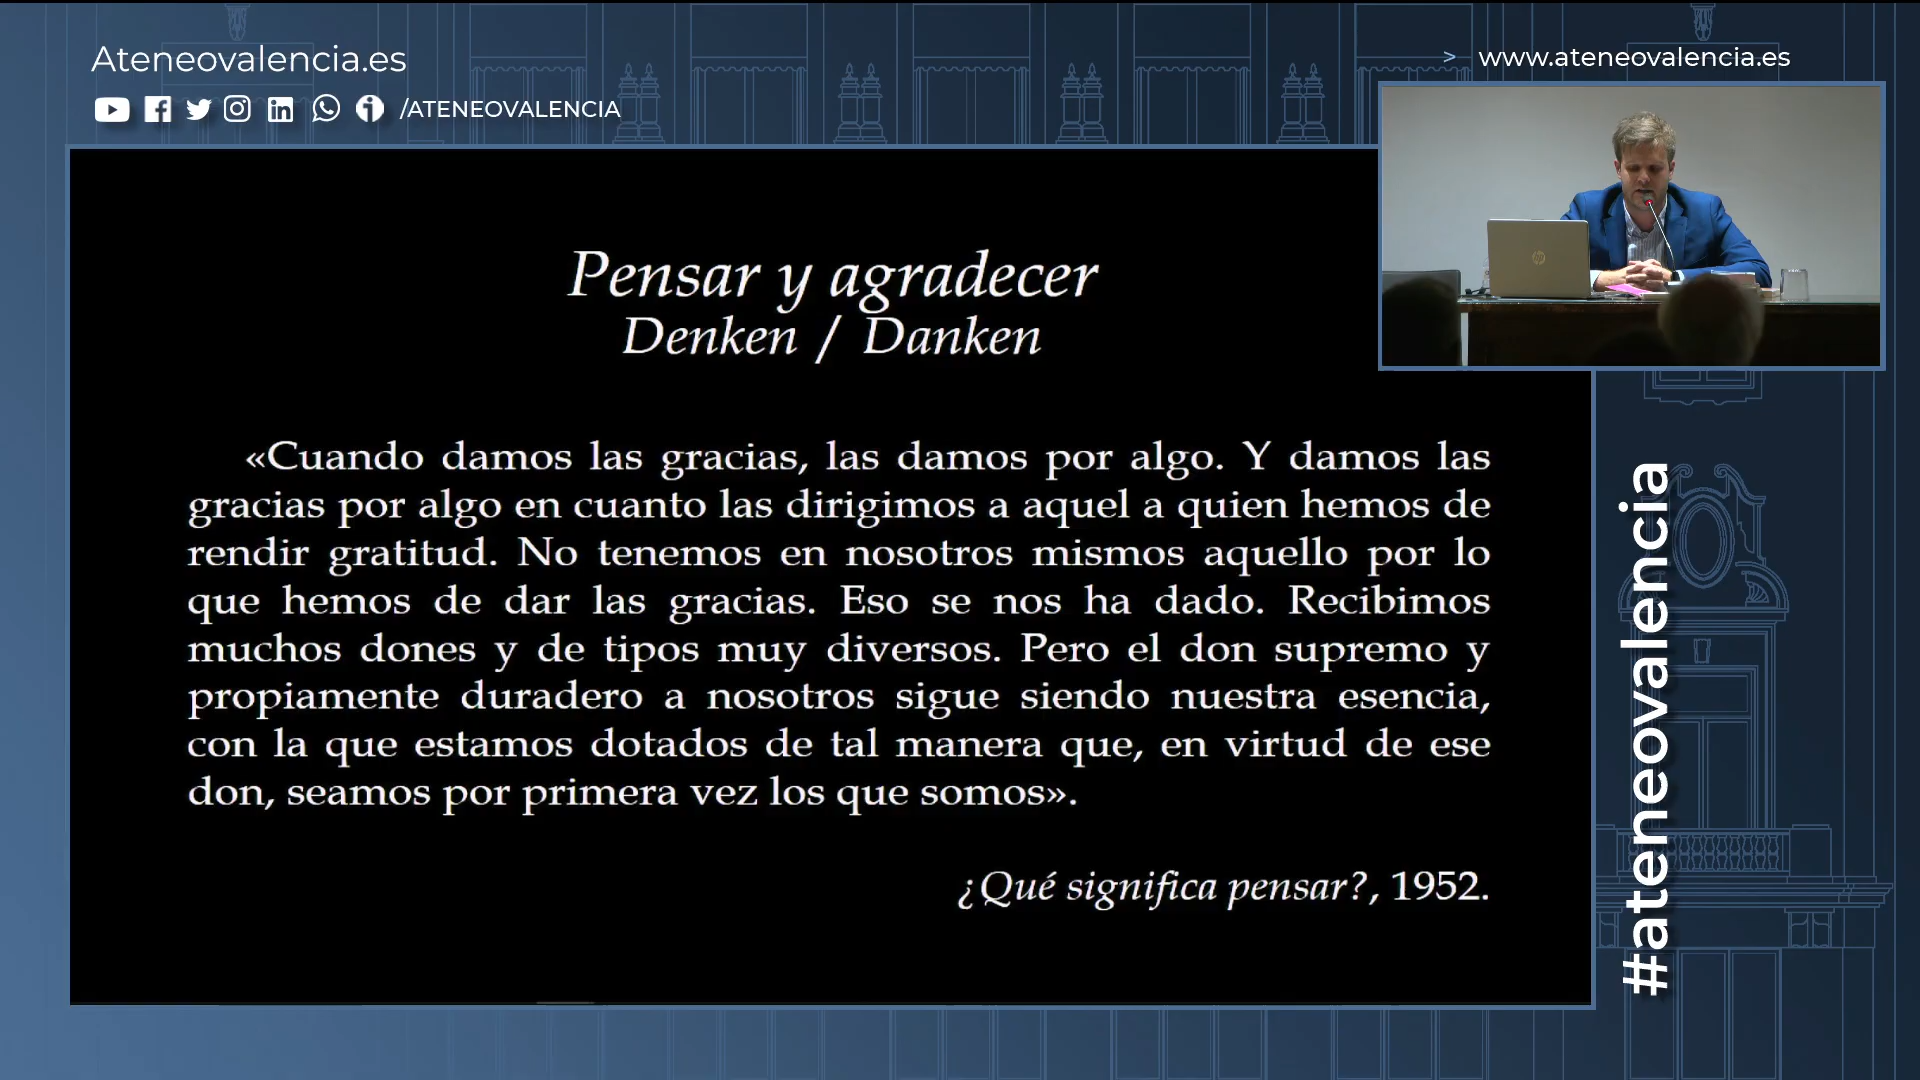 Ateneovalencia.es
/ATENEOVALENCIA
> www.ateneovalencia.es
Pensar y agradecer
Denken / Danken
«Cuando damos las gracias, las damos por algo. Y damos las
gracias por algo en cuanto las dirigimos a aquel a quien hemos de
rendir gratitud. No tenemos en nosotros mismos aquello por lo
que hemos de dar las gracias. Eso se nos ha dado. Recibimos
muchos dones y de tipos muy diversos. Pero el don supremo y
propiamente duradero a nosotros sigue siendo nuestra esencia,
con la que estamos dotados de tal manera que, en virtud de ese
don, seamos por primera vez los que somos».
¿Qué significa pensar?, 1952.
#ateneovalencia